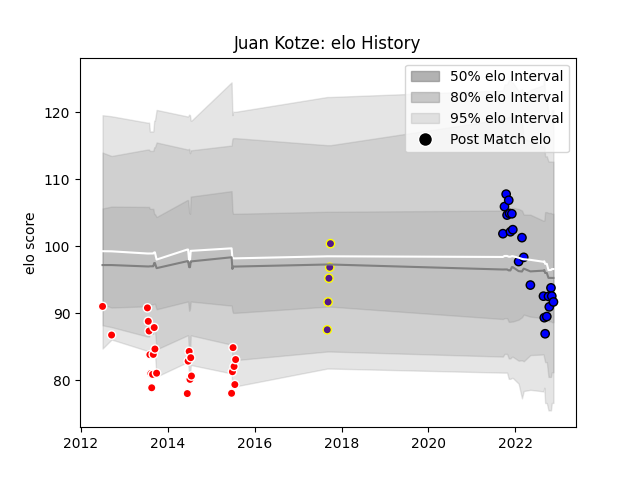 Juan Kotze: elo History
50% elo Interval
80% elo Interval
95% elo Interval
Post Match elo
elo score
120
110
100
90
80
2012
2014
2016
2018
2020
2022